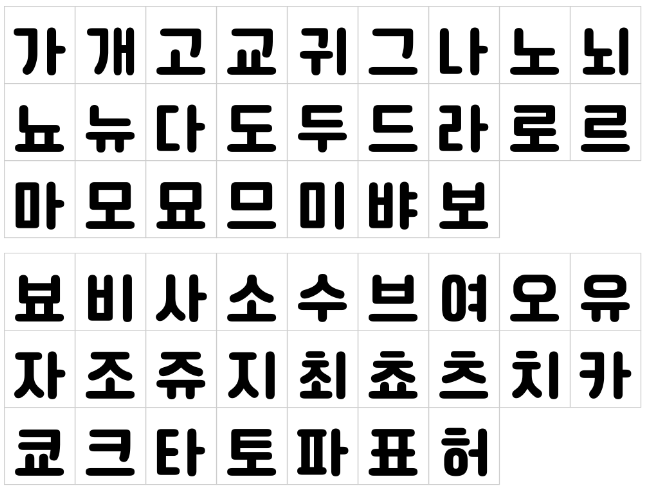 가 개 고 교 귀 그 나 노 뇌
뇨 뉴 다 도 두 드 라 로 르
마 모 묘 므 미 뱌 보
뵤 비 사 소 수 브 여 오 유
자 조 쥬 지 최 쵸 츠 치 카
쿄 크 타 토 파 표 허